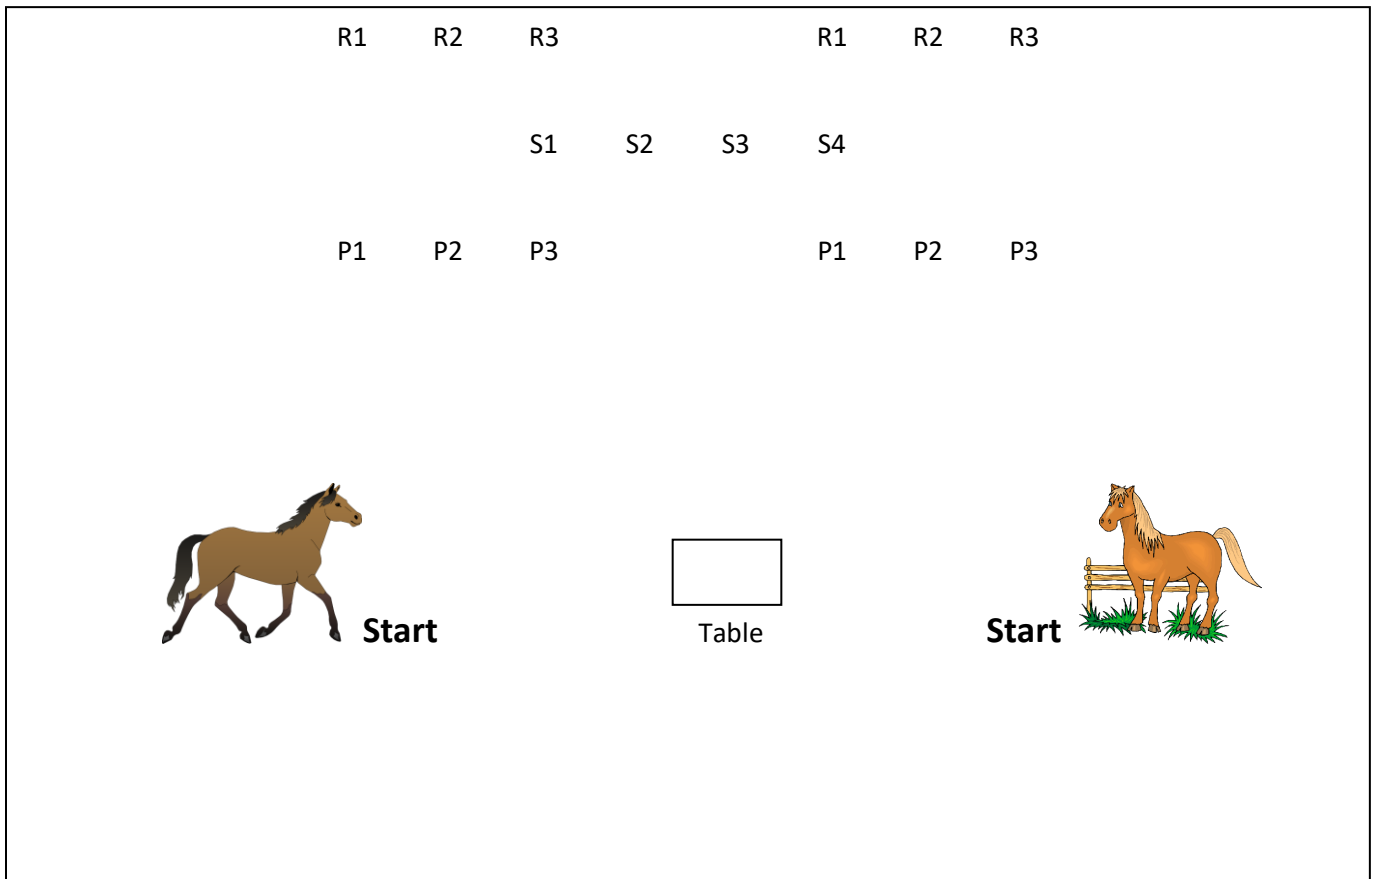 R1 R2 R3 R1 R2 R3
S1 S2 S3 S4
P1 P2 P3 P1 P2 P3
Start Table Start